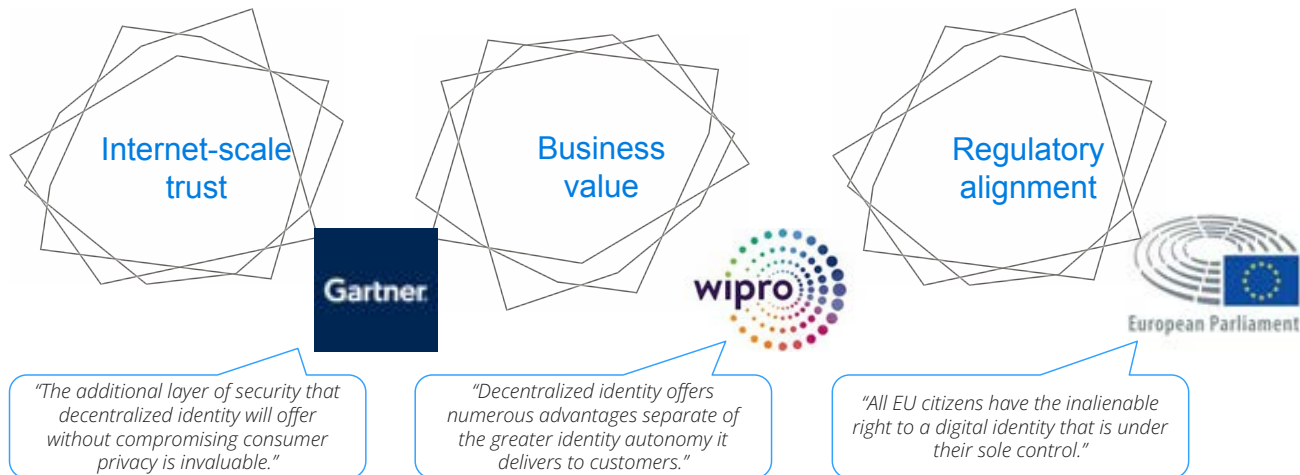 Internet-scale
trust
Business
value
Regulatory
alignment
Gartner
wipro
European Parliament
"The additional layer of security that
decentralized identity will offer
without compromising consumer
privacy is invaluable."
"Decentralized identity offers
numerous advantages separate of
the greater identity autonomy it
delivers to customers."
"All EU citizens have the inalienable
right to a digital identity that is under
their sole control."